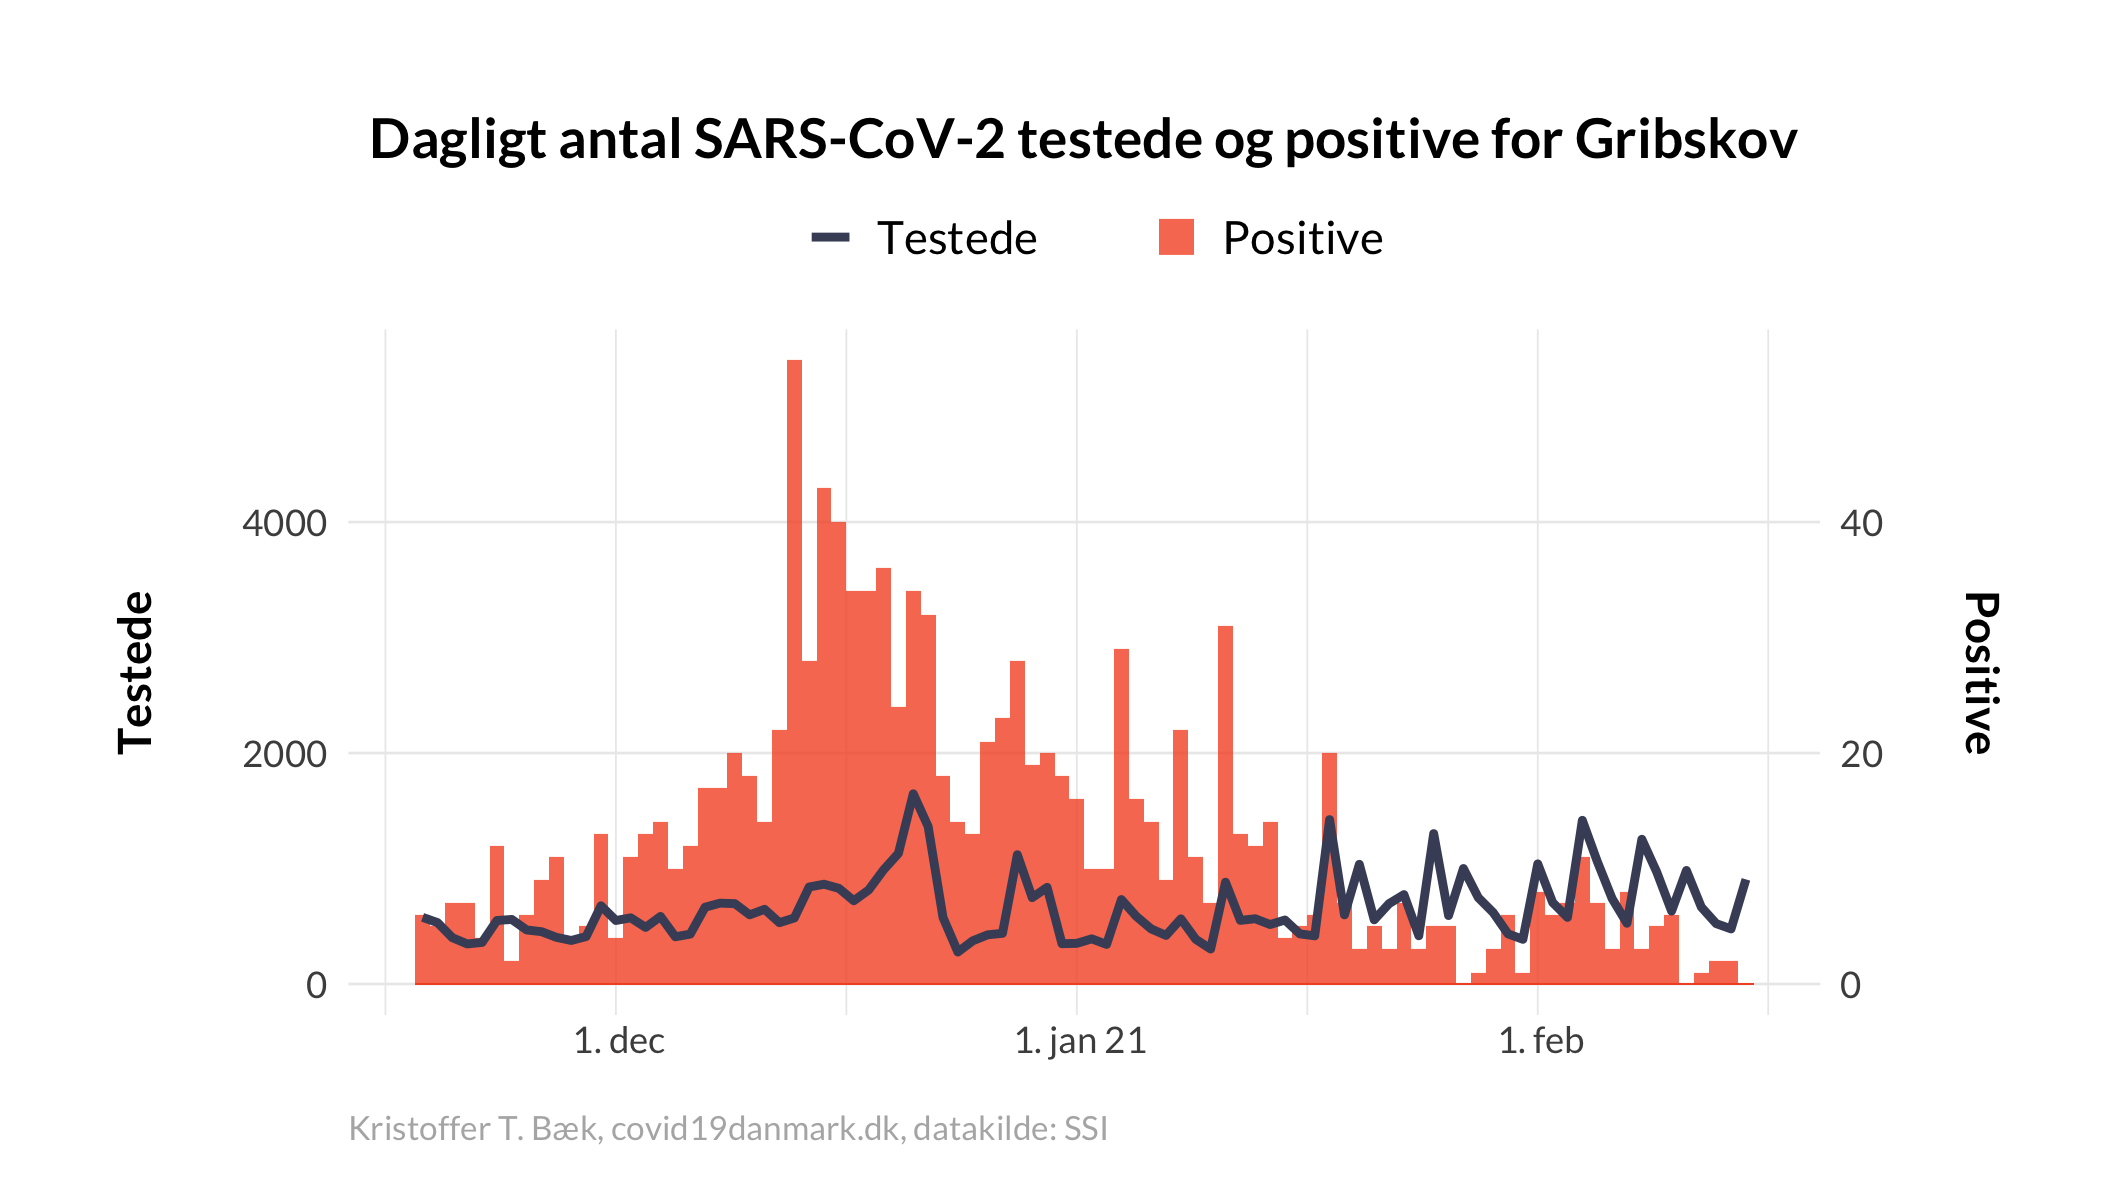 Dagligt antal SARS-CoV-2 testede og positive for Gribskov
Testede
Positive
4000
2000
0
Testede
40
20
0
Positive
1. dec
1. jan 21
1. feb
Kristoffer T. Bæk, covid19danmark.dk, datakilde: SSI